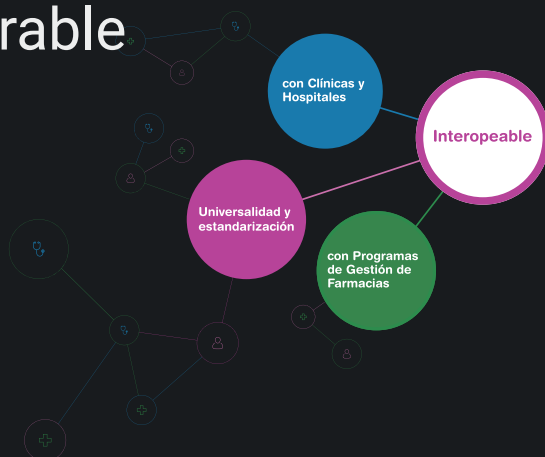 rable
con Clínicas y
Hospitales
Interopeable
Universalidad y
estandarización
con Programas
de Gestión de
Farmacias